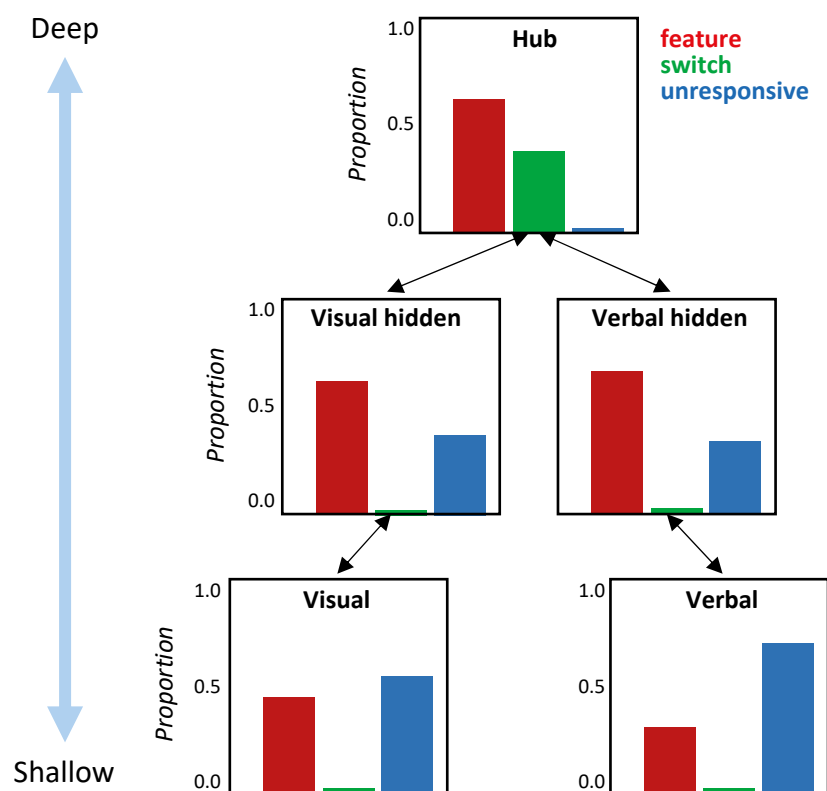 Deep
Hub
feature
switch
unresponsive
Proportion
1.0
0.5
0.0
Visual hidden
Verbal hidden
Proportion
1.0
0.5
0.0
1.0
0.5
0.0
Visual
Verbal
Proportion
1.0
0.5
0.0
1.0
0.5
0.0
Shallow